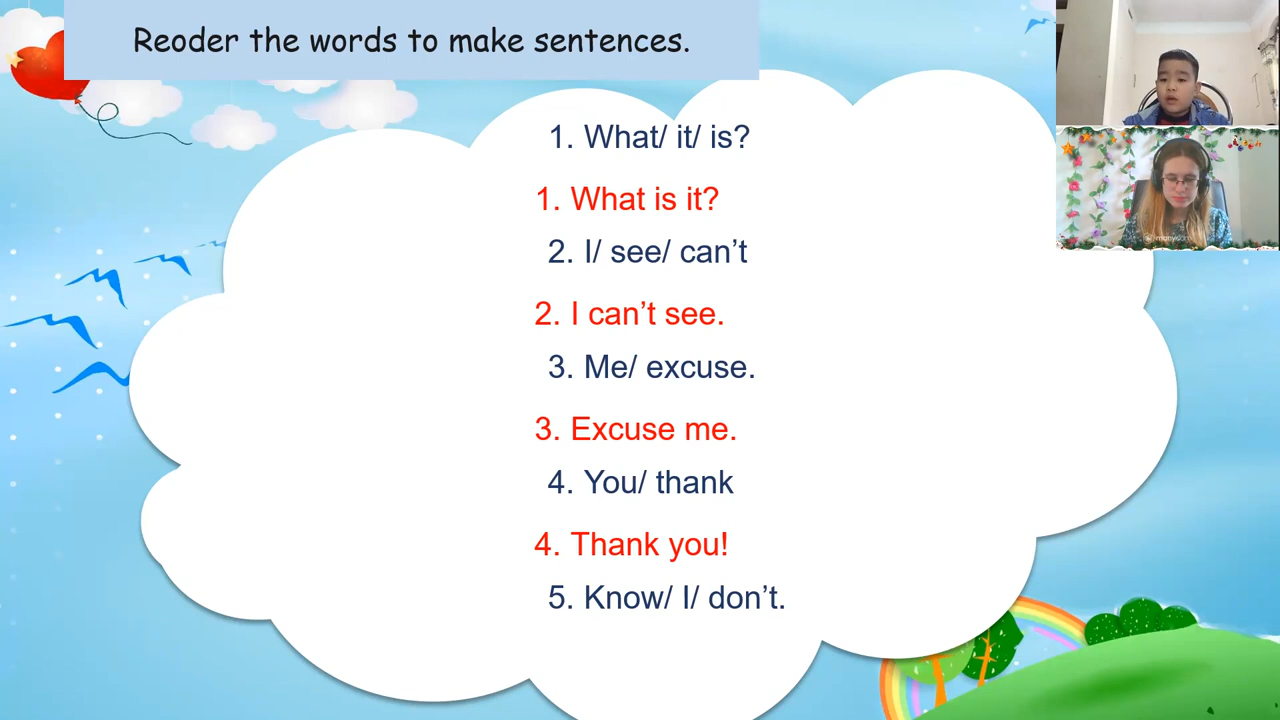 Reoder the words to make sentences.
1. What/ it/ is?
1. What is it?
2. I/ see/ can’t
2. I can’t see.
3. Me/ excuse.
3. Excuse me.
4. You/ thank
4. Thank you!
5. Know/ I/ don’t.